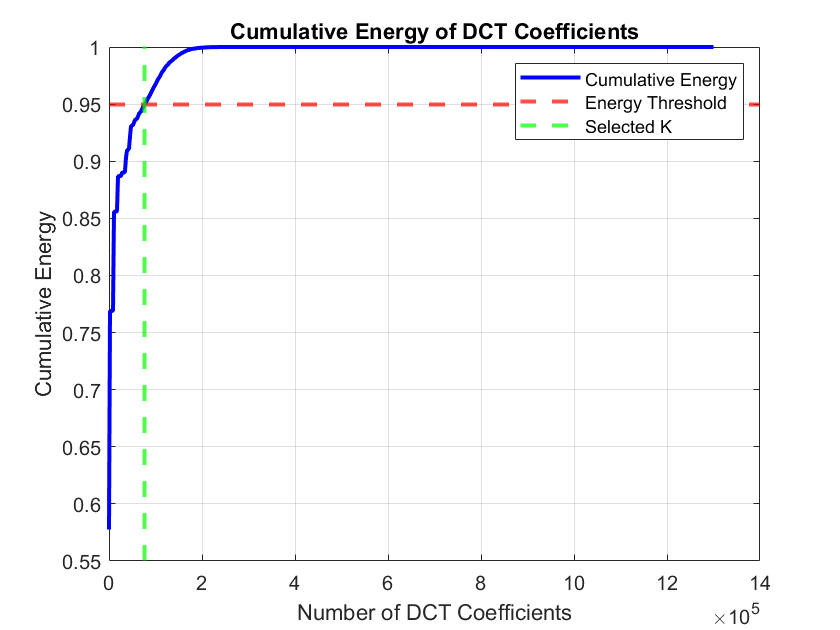 Cumulative Energy of DCT Coefficients
1
0.95
0.9
0.85
0.8
0.75
0.7
0.65
0.6
0.55
Cumulative Energy
Cumulative Energy
Energy Threshold
Selected K
0 2 4 6 8 10 12 14
Number of DCT Coefficients
×10⁵